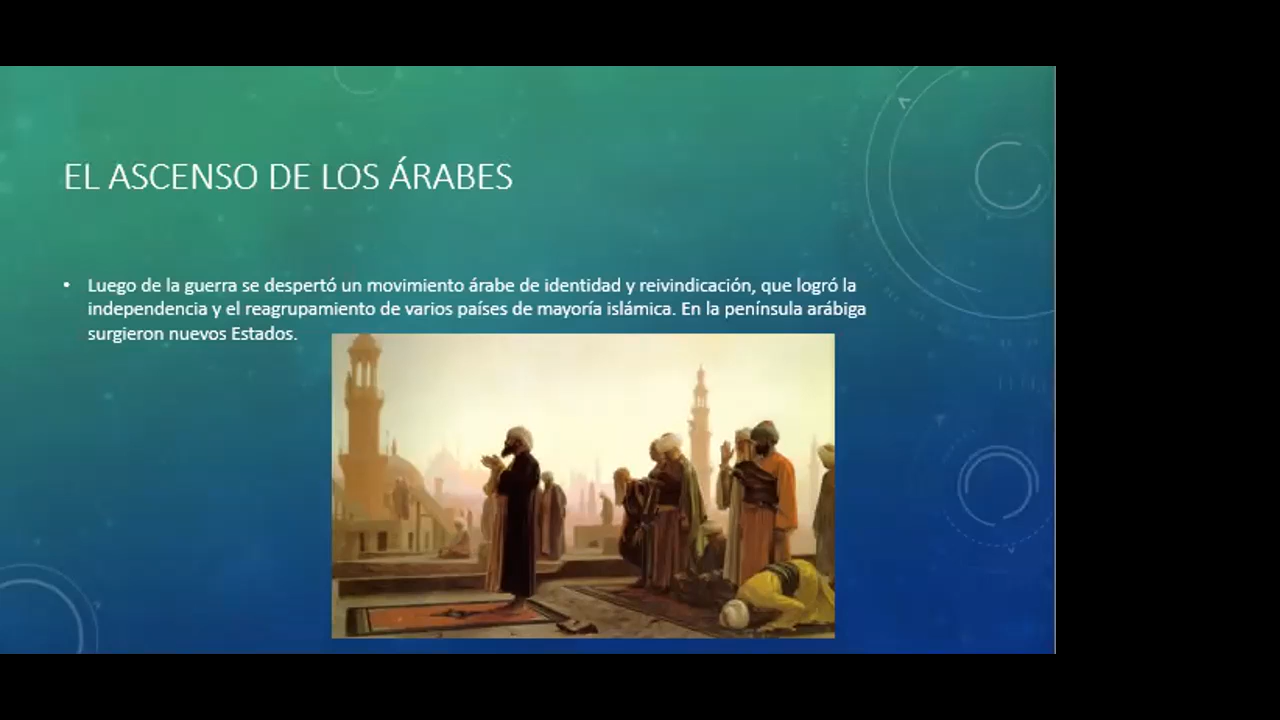 EL ASCENSO DE LOS ÁRABES
• Luego de la guerra se despertó un movimiento árabe de identidad y reivindicación, que logró la
independencia y el reagrupamiento de varios países de mayoría islámica. En la península arábiga
surgieron nuevos Estados.